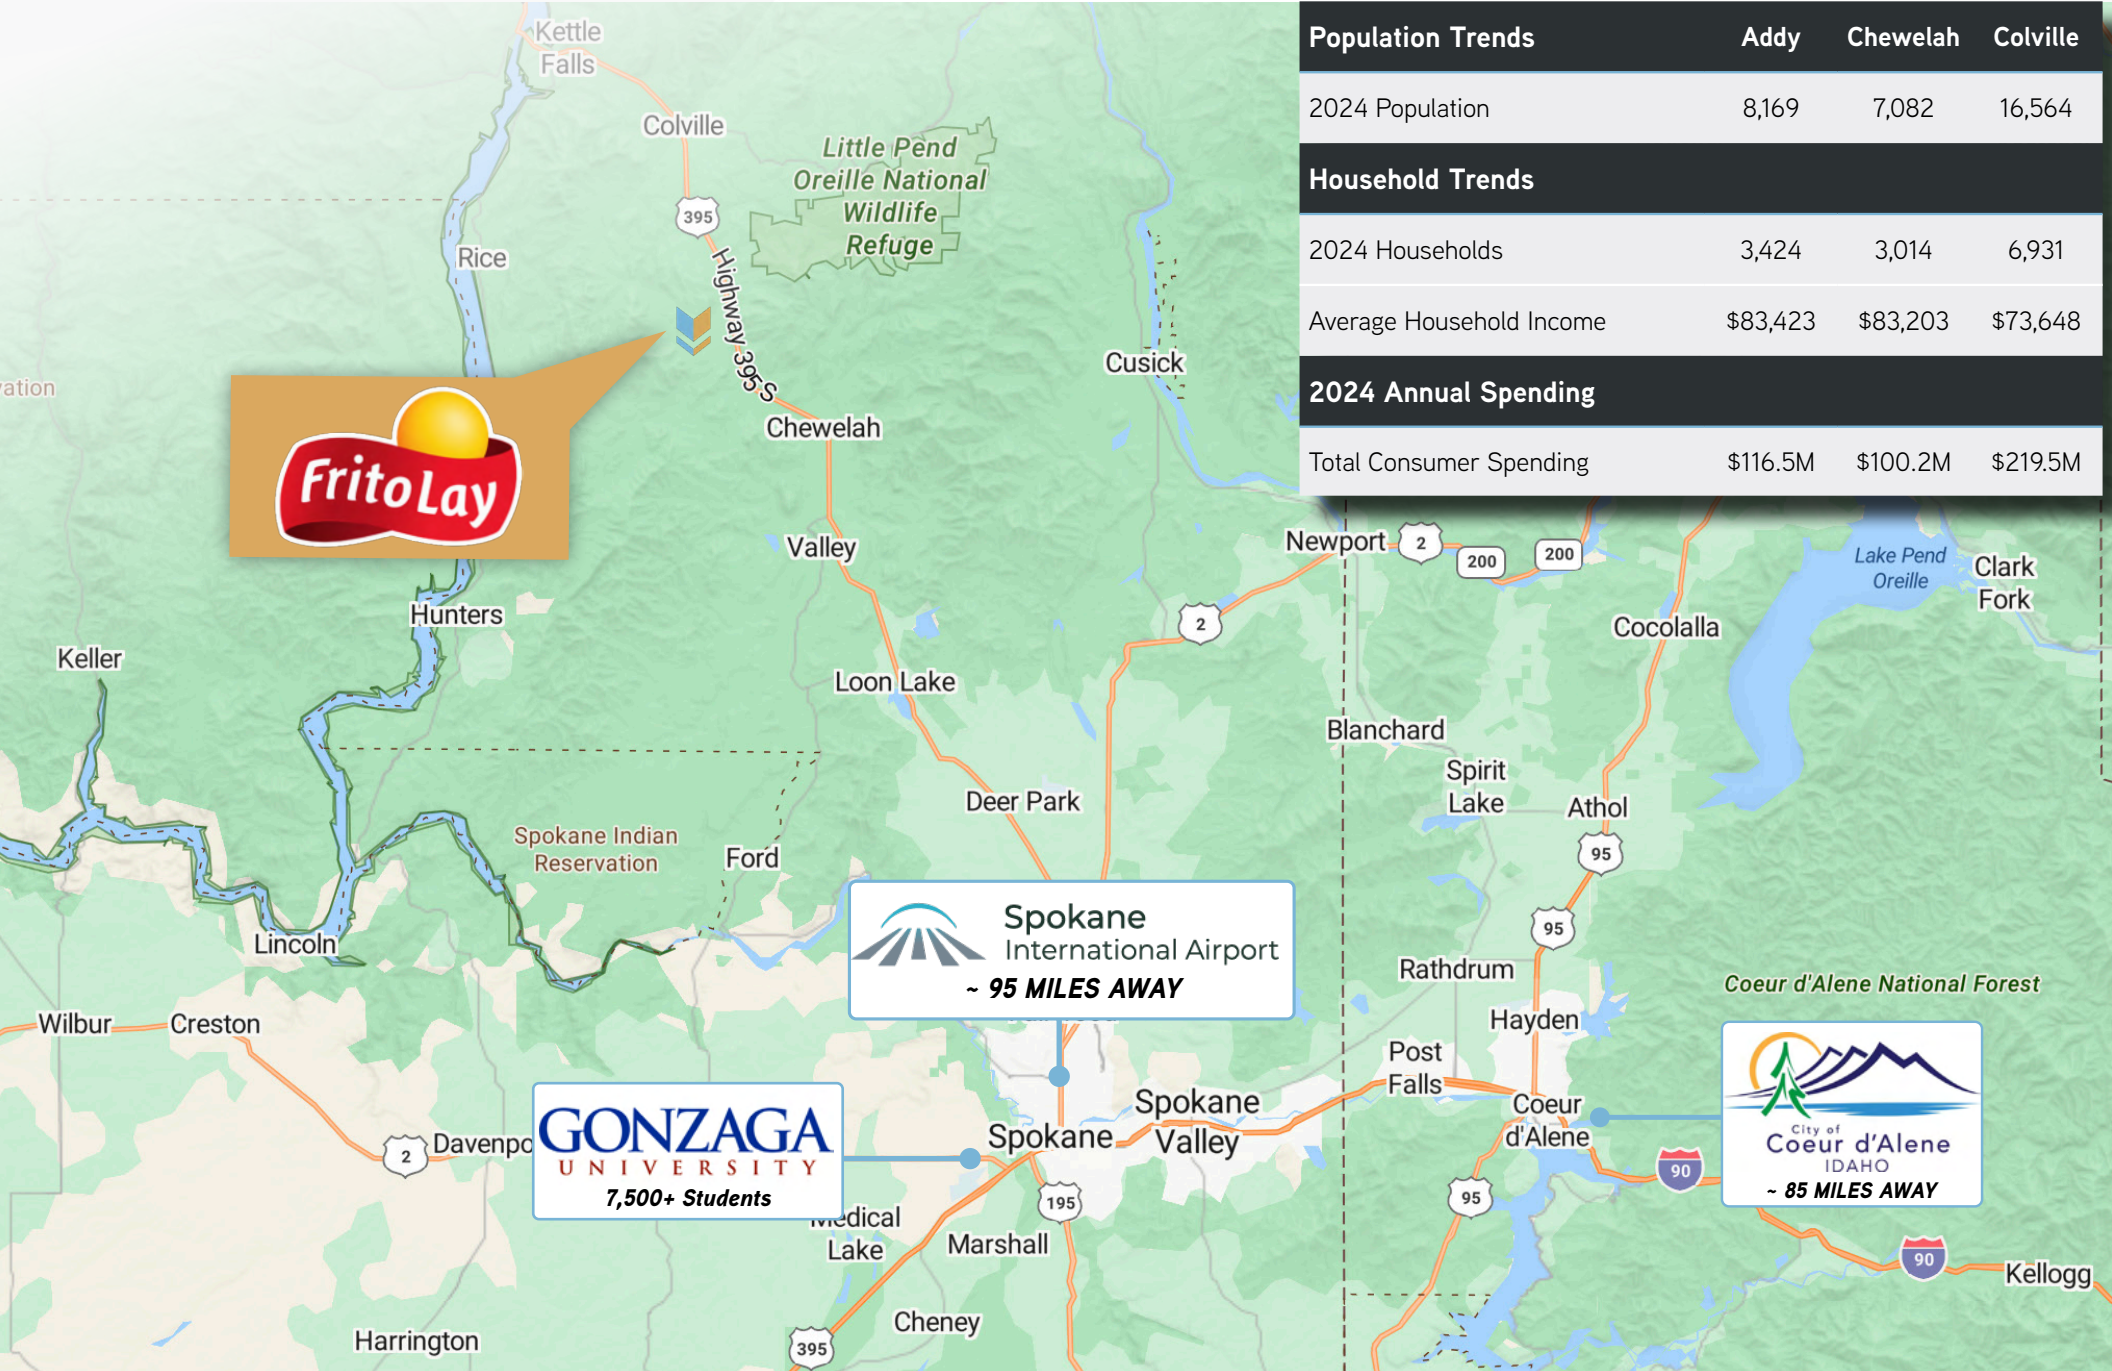 Population Trends Addy Chewelah Colville
2024 Population 8,169 7,082 16,564
Household Trends
2024 Households 3,424 3,014 6,931
Average Household Income $83,423 $83,203 $73,648
2024 Annual Spending
Total Consumer Spending $116.5M $100.2M $219.5M
Kettle
Falls
Colville
Little Pend
Oreille National
Wildlife
Refuge
395
Rice
Highway 395 S
Cusick
vation
Chewelah
Frito Lay
Valley
Newport
2
200
200
Lake Pend
Oreille
Clark
Fork
Hunters
2
Cocolalla
Keller
Loon Lake
Blanchard
Spirit
Lake
Athol
Deer Park
Spokane Indian
Reservation
Ford
95
Spokane
International Airport
~ 95 MILES AWAY
95
Lincoln
Rathdrum
Coeur d'Alene National Forest
Wilbur
Creston
Hayden
Post
Falls
Coeur
d'Alene
City of
Coeur d'Alene
IDAHO
~ 85 MILES AWAY
GONZAGA
UNIVERSITY
7,500+ Students
2
Davenpo
Spokane
Spokane
Valley
90
95
195
Medical
Lake
Marshall
90
Kellogg
Cheney
Harrington
395